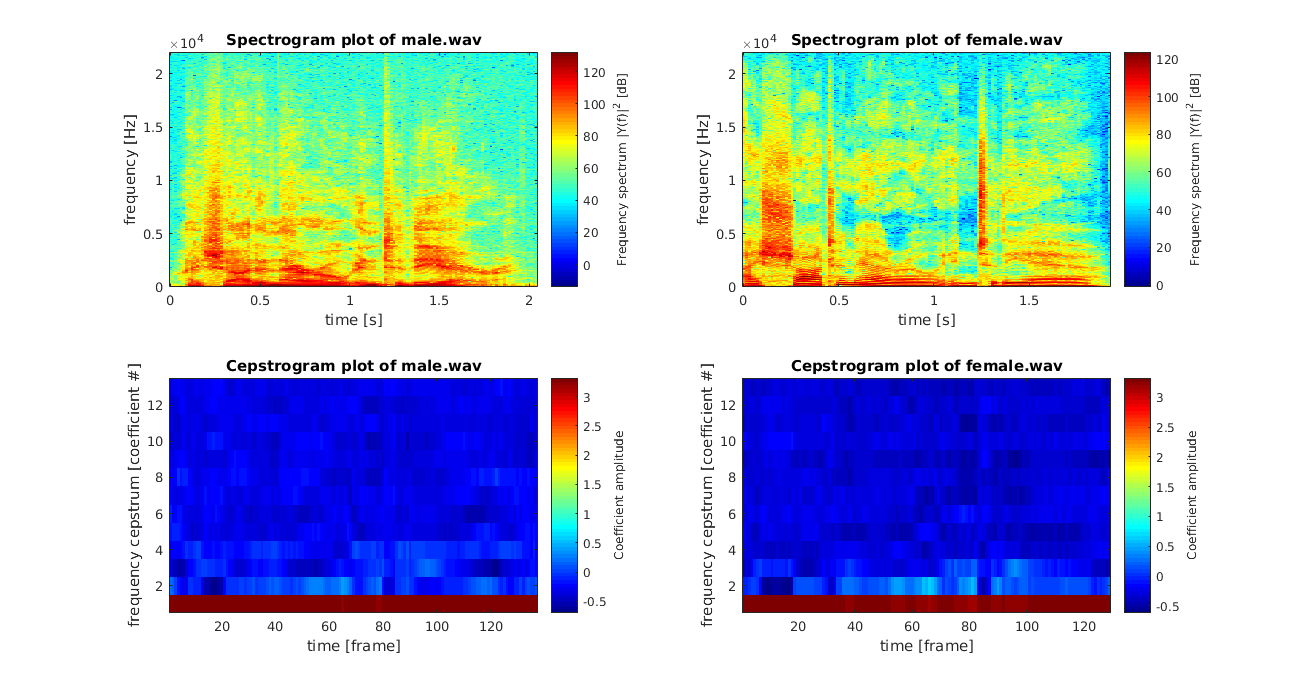 Spectrogram plot of male.wav
×10⁴
2
1.5
1
0.5
0
frequency [Hz]
0 0.5 1 1.5 2
time [s]
120
100
80
60
40
20
0
Frequency spectrum |Y(f)|² [dB]
Spectrogram plot of female.wav
×10⁴
2
1.5
1
0.5
0
frequency [Hz]
0 0.5 1 1.5
time [s]
120
100
80
60
40
20
0
Frequency spectrum |Y(f)|² [dB]
Cepstrogram plot of male.wav
12
10
8
6
4
2
frequency cepstrum [coefficient #]
20 40 60 80 100 120
time [frame]
3
2.5
2
1.5
1
0.5
0
-0.5
Coefficient amplitude
Cepstrogram plot of female.wav
12
10
8
6
4
2
frequency cepstrum [coefficient #]
20 40 60 80 100 120
time [frame]
3
2.5
2
1.5
1
0.5
0
-0.5
Coefficient amplitude